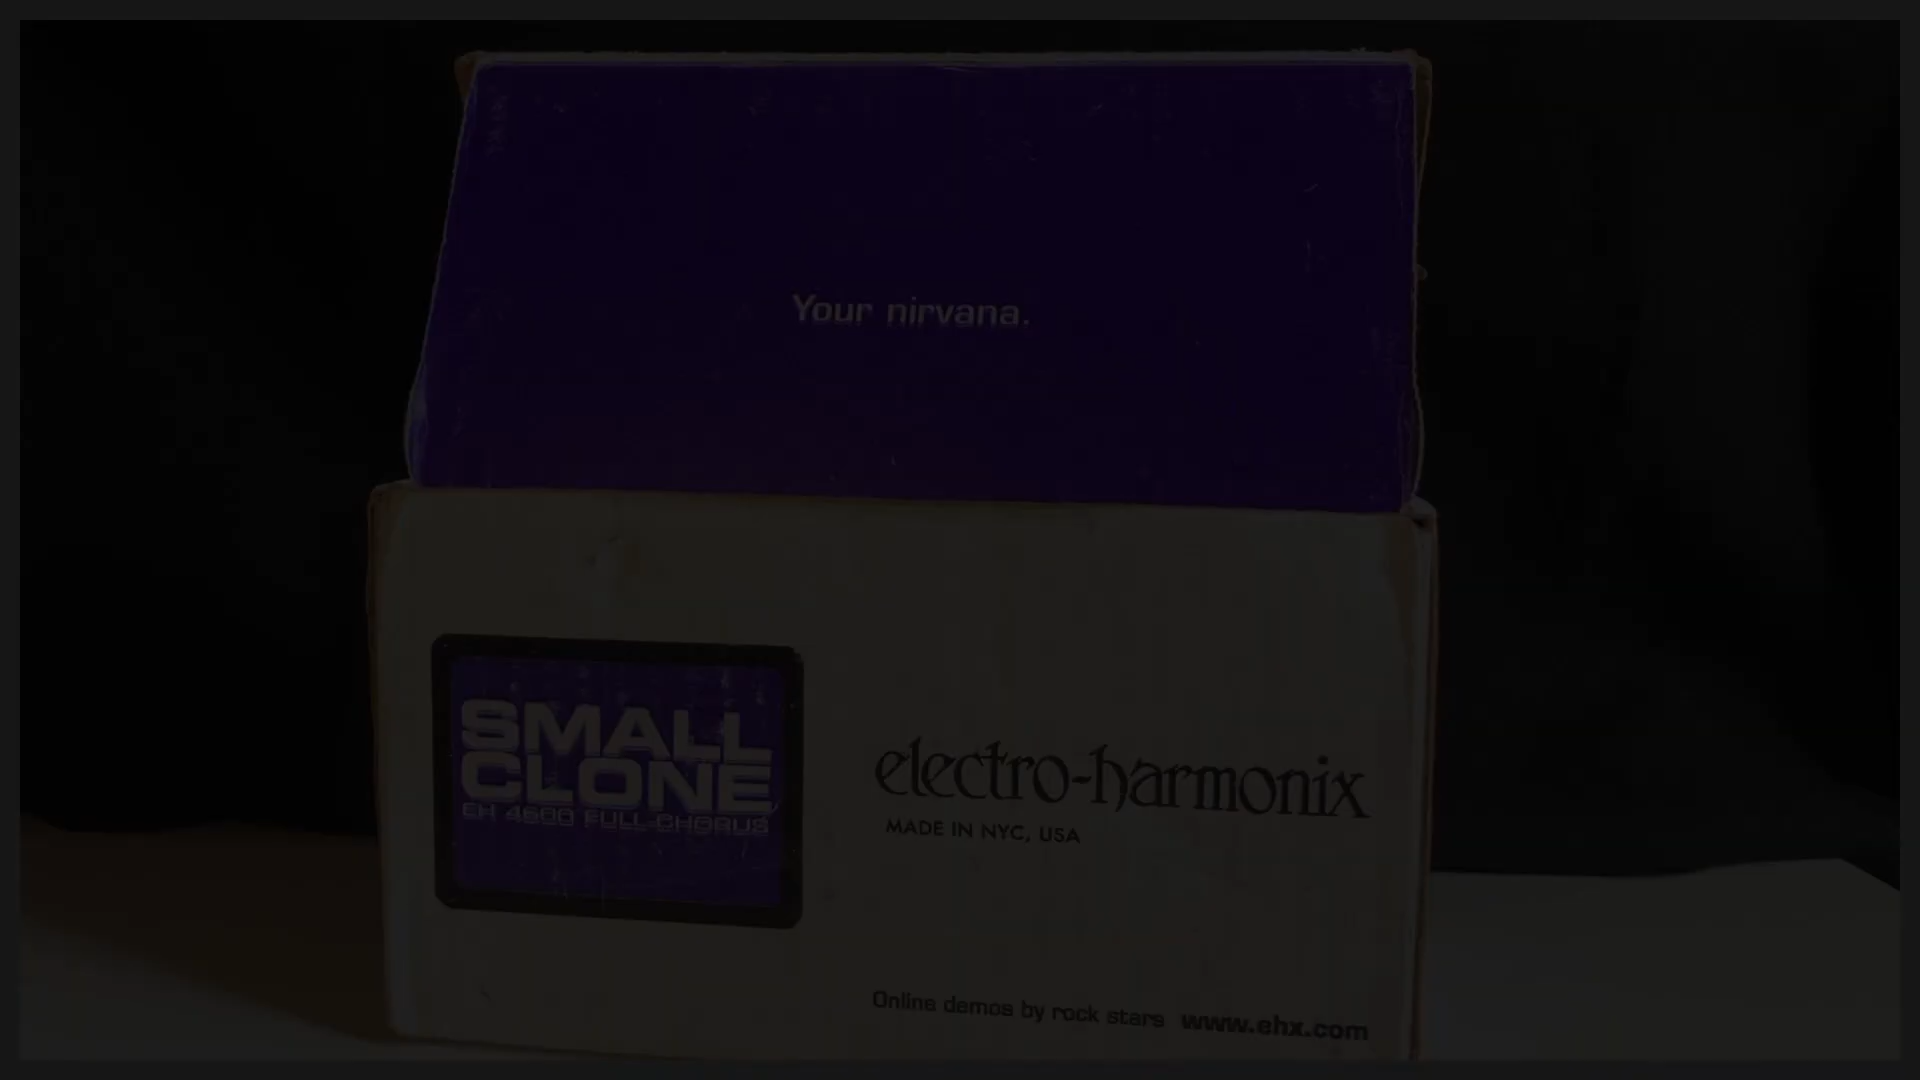 Your nirvana.
SMALL
CLONE
EH 4600 FULL-CHORUS
electro-harmonix
MADE IN NYC, USA
Online demos by rock stars www.ehx.com